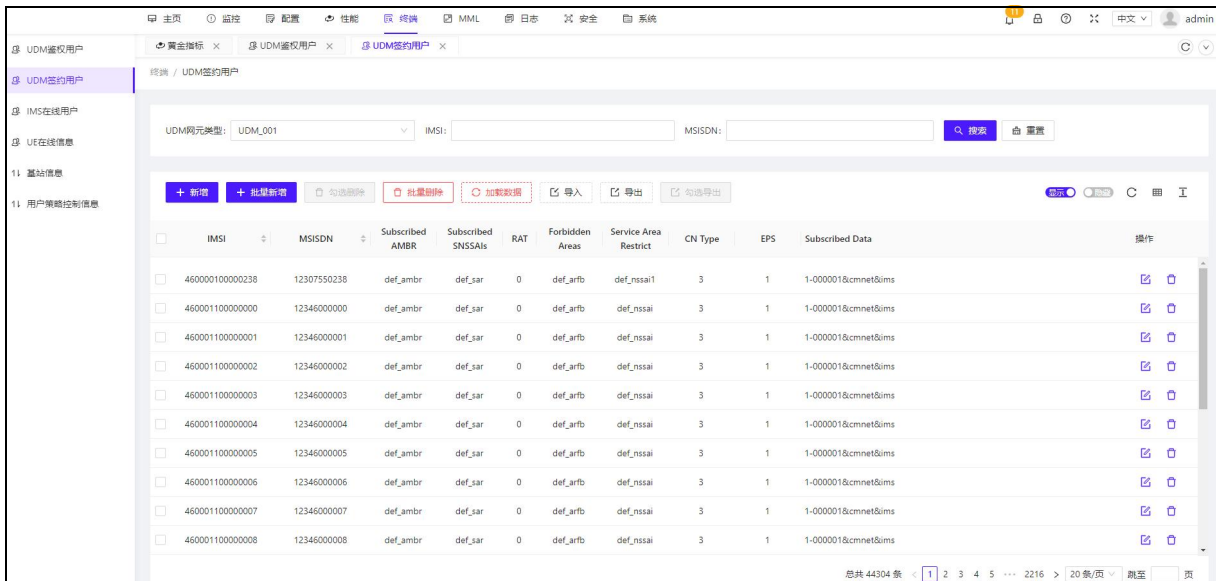 主页 监控 配置 性能 终端 MML 日志 安全 系统 11 中文 admin
UDM鉴权用户 黄金指标 UDM鉴权用户 UDM签约用户
终端 / UDM签约用户
UDM签约用户
IMS在线用户
UE在线信息
基站信息
用户策略控制信息
UDM网元类型: UDM_001 IMSI: MSISDN: 搜索 重置
新增 批量新增 勾选删除 批量删除 加载数据 导入 导出 勾选导出 显示
IMSI MSISDN Subscribed AMBR Subscribed SNSSAIs RAT Forbidden Areas Service Area Restrict CN Type EPS Subscribed Data 操作
460000100000238 12307550238 def_ambr def_sar 0 def_arfb def_nssai1 3 1 1-000001&cmnet&ims
460001100000000 12346000000 def_ambr def_sar 0 def_arfb def_nssai 3 1 1-000001&cmnet&ims
460001100000001 12346000001 def_ambr def_sar 0 def_arfb def_nssai 3 1 1-000001&cmnet&ims
460001100000002 12346000002 def_ambr def_sar 0 def_arfb def_nssai 3 1 1-000001&cmnet&ims
460001100000003 12346000003 def_ambr def_sar 0 def_arfb def_nssai 3 1 1-000001&cmnet&ims
460001100000004 12346000004 def_ambr def_sar 0 def_arfb def_nssai 3 1 1-000001&cmnet&ims
460001100000005 12346000005 def_ambr def_sar 0 def_arfb def_nssai 3 1 1-000001&cmnet&ims
460001100000006 12346000006 def_ambr def_sar 0 def_arfb def_nssai 3 1 1-000001&cmnet&ims
460001100000007 12346000007 def_ambr def_sar 0 def_arfb def_nssai 3 1 1-000001&cmnet&ims
460001100000008 12346000008 def_ambr def_sar 0 def_arfb def_nssai 3 1 1-000001&cmnet&ims
总共 44304 条 < 1 2 3 4 5 ··· 2216 > 20 条/页 跳至 页